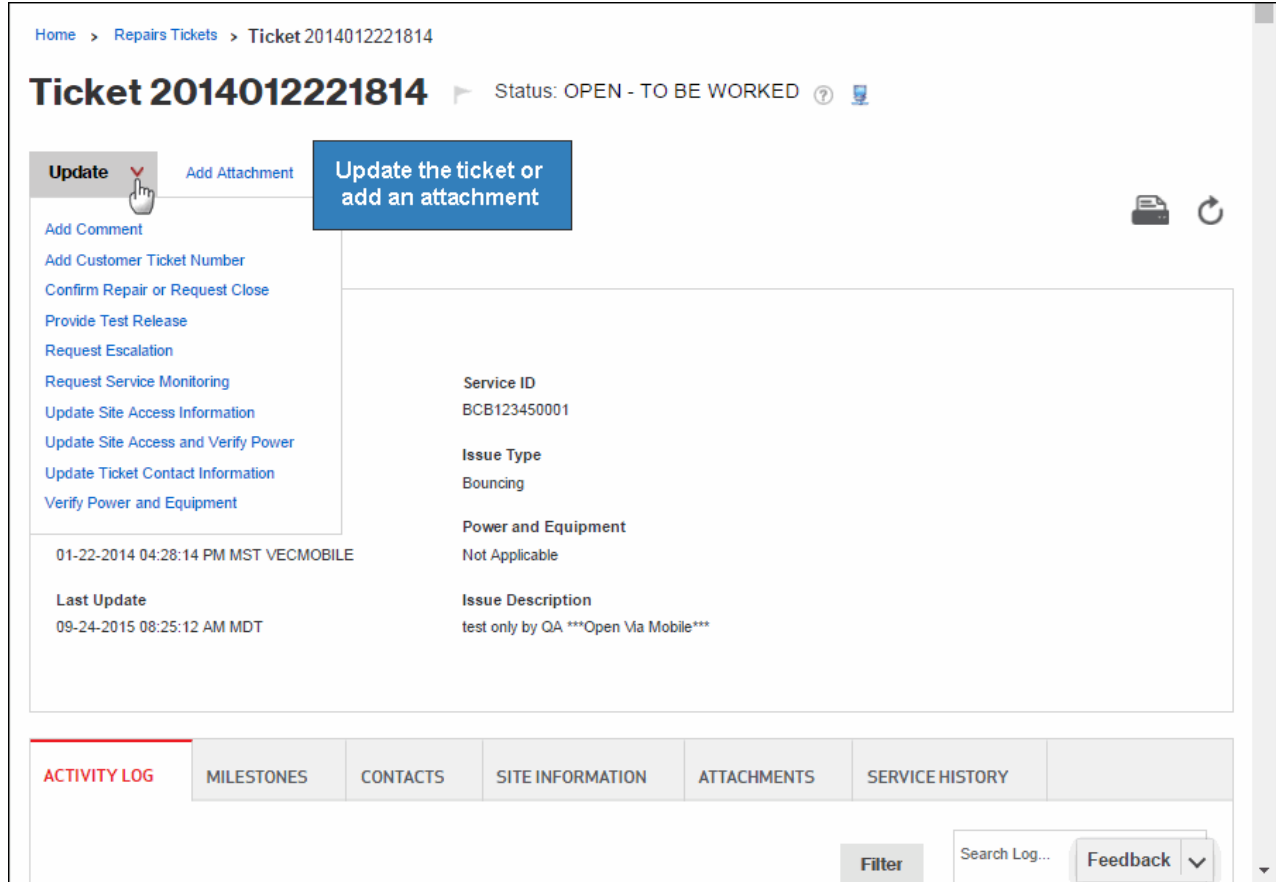 Home > Repairs Tickets > Ticket 2014012221814
Ticket 2014012221814 Status: OPEN - TO BE WORKED ?
Update Add Attachment
Update the ticket or
add an attachment
Add Comment
Add Customer Ticket Number
Confirm Repair or Request Close
Provide Test Release
Request Escalation
Request Service Monitoring
Update Site Access Information
Update Site Access and Verify Power
Update Ticket Contact Information
Verify Power and Equipment
01-22-2014 04:28:14 PM MST VECMOBILE
Last Update
09-24-2015 08:25:12 AM MDT
Service ID
BCB123450001
Issue Type
Bouncing
Power and Equipment
Not Applicable
Issue Description
test only by QA ***Open Via Mobile***
ACTIVITY LOG MILESTONES CONTACTS SITE INFORMATION ATTACHMENTS SERVICE HISTORY
Filter Search Log... Feedback